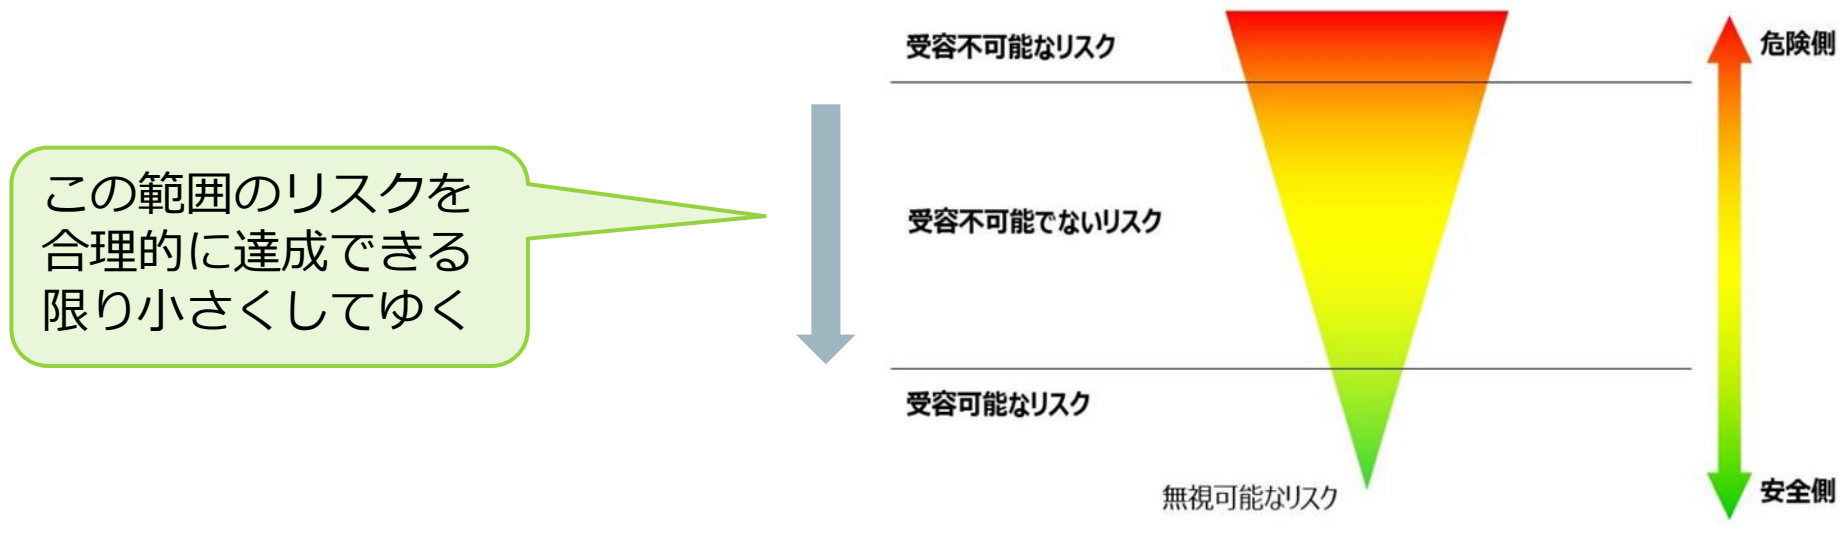 この範囲のリスクを
合理的に達成できる
限り小さくしてゆく
受容不可能なリスク
受容不可能でないリスク
受容可能なリスク
無視可能なリスク
危険側
安全側